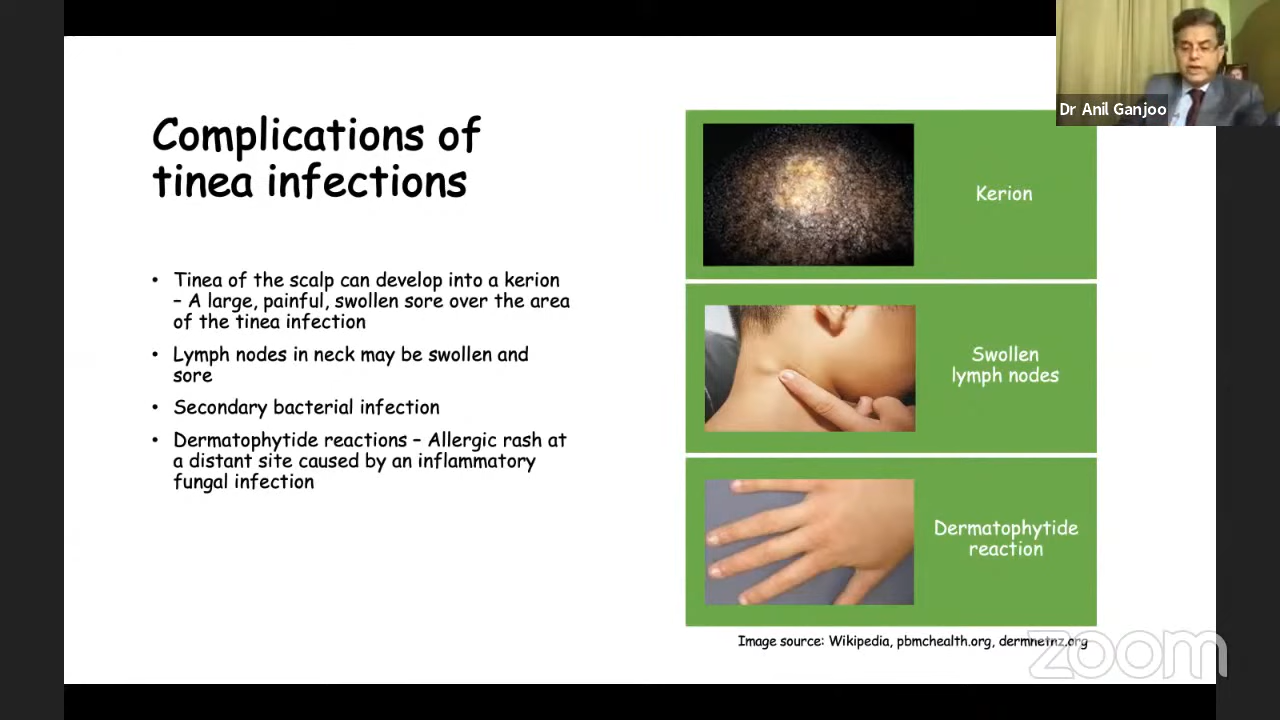 Dr Anil Ganjoo
Complications of
tinea infections
• Tinea of the scalp can develop into a kerion
– A large, painful, swollen sore over the area
of the tinea infection
• Lymph nodes in neck may be swollen and
sore
• Secondary bacterial infection
• Dermatophytide reactions – Allergic rash at
a distant site caused by an inflammatory
fungal infection
Kerion
Swollen
lymph nodes
Dermatophytide
reaction
Image source: Wikipedia, pbmchealth.org, dermnetnz.org
zoom